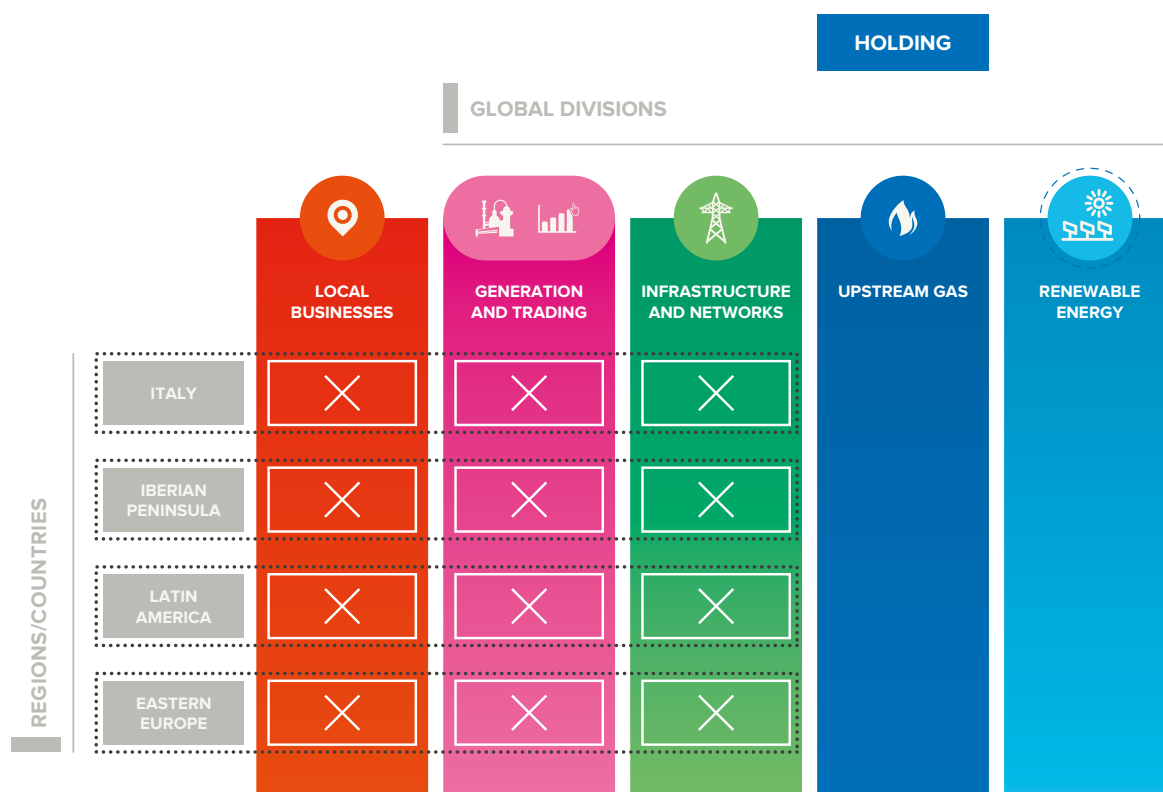 HOLDING
GLOBAL DIVISIONS
LOCAL
BUSINESSES
GENERATION
AND TRADING
INFRASTRUCTURE
AND NETWORKS
UPSTREAM GAS
RENEWABLE
ENERGY
REGIONS/COUNTRIES
ITALY
IBERIAN
PENINSULA
LATIN
AMERICA
EASTERN
EUROPE